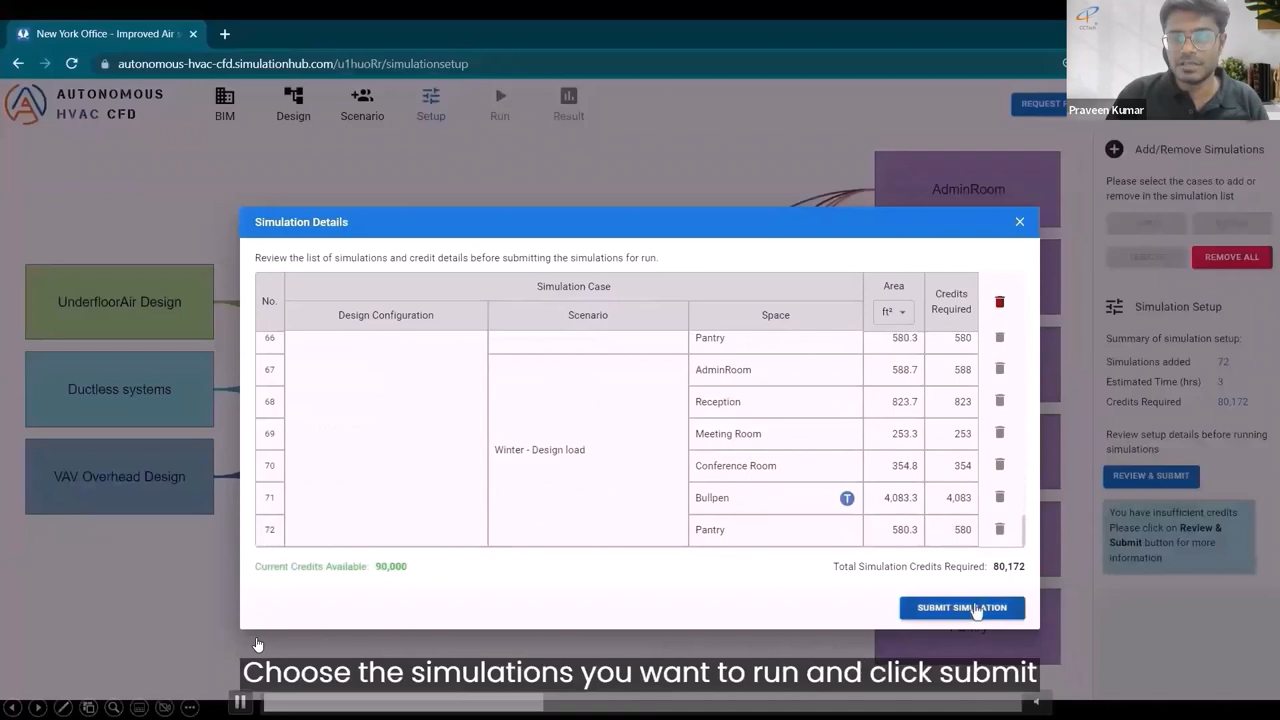 New York Office - Improved Air
autonomous-hvac-cfd.simulationhub.com/u1huoRr/simulationsetup
CCTech
Praveen Kumar
AUTONOMOUS
HVAC CFD
BIM
Design
Scenario
Setup
Run
Result
REQUEST
AdminRoom
UnderfloorAir Design
Ductless systems
VAV Overhead Design
Simulation Details
Review the list of simulations and credit details before submitting the simulations for run.
No.
Simulation Case
Area
Credits
Required
Design Configuration
Scenario
Space
ft²
66 Pantry 580.3 580
67 AdminRoom 588.7 588
68 Reception 823.7 823
69 Meeting Room 253.3 253
Winter - Design load
70 Conference Room 354.8 354
71 Bullpen T 4,083.3 4,083
72 Pantry 580.3 580
Current Credits Available: 90,000
Total Simulation Credits Required: 80,172
SUBMIT SIMULATION
Add/Remove Simulations
Please select the cases to add or
remove in the simulation list
REMOVE ALL
Simulation Setup
Summary of simulation setup:
Simulations added 72
Estimated Time (hrs) 3
Credits Required 80,172
Review setup details before running
simulations
REVIEW & SUBMIT
You have insufficient credits
Please click on Review &
Submit button for more
information
Pantry
Choose the simulations you want to run and click submit